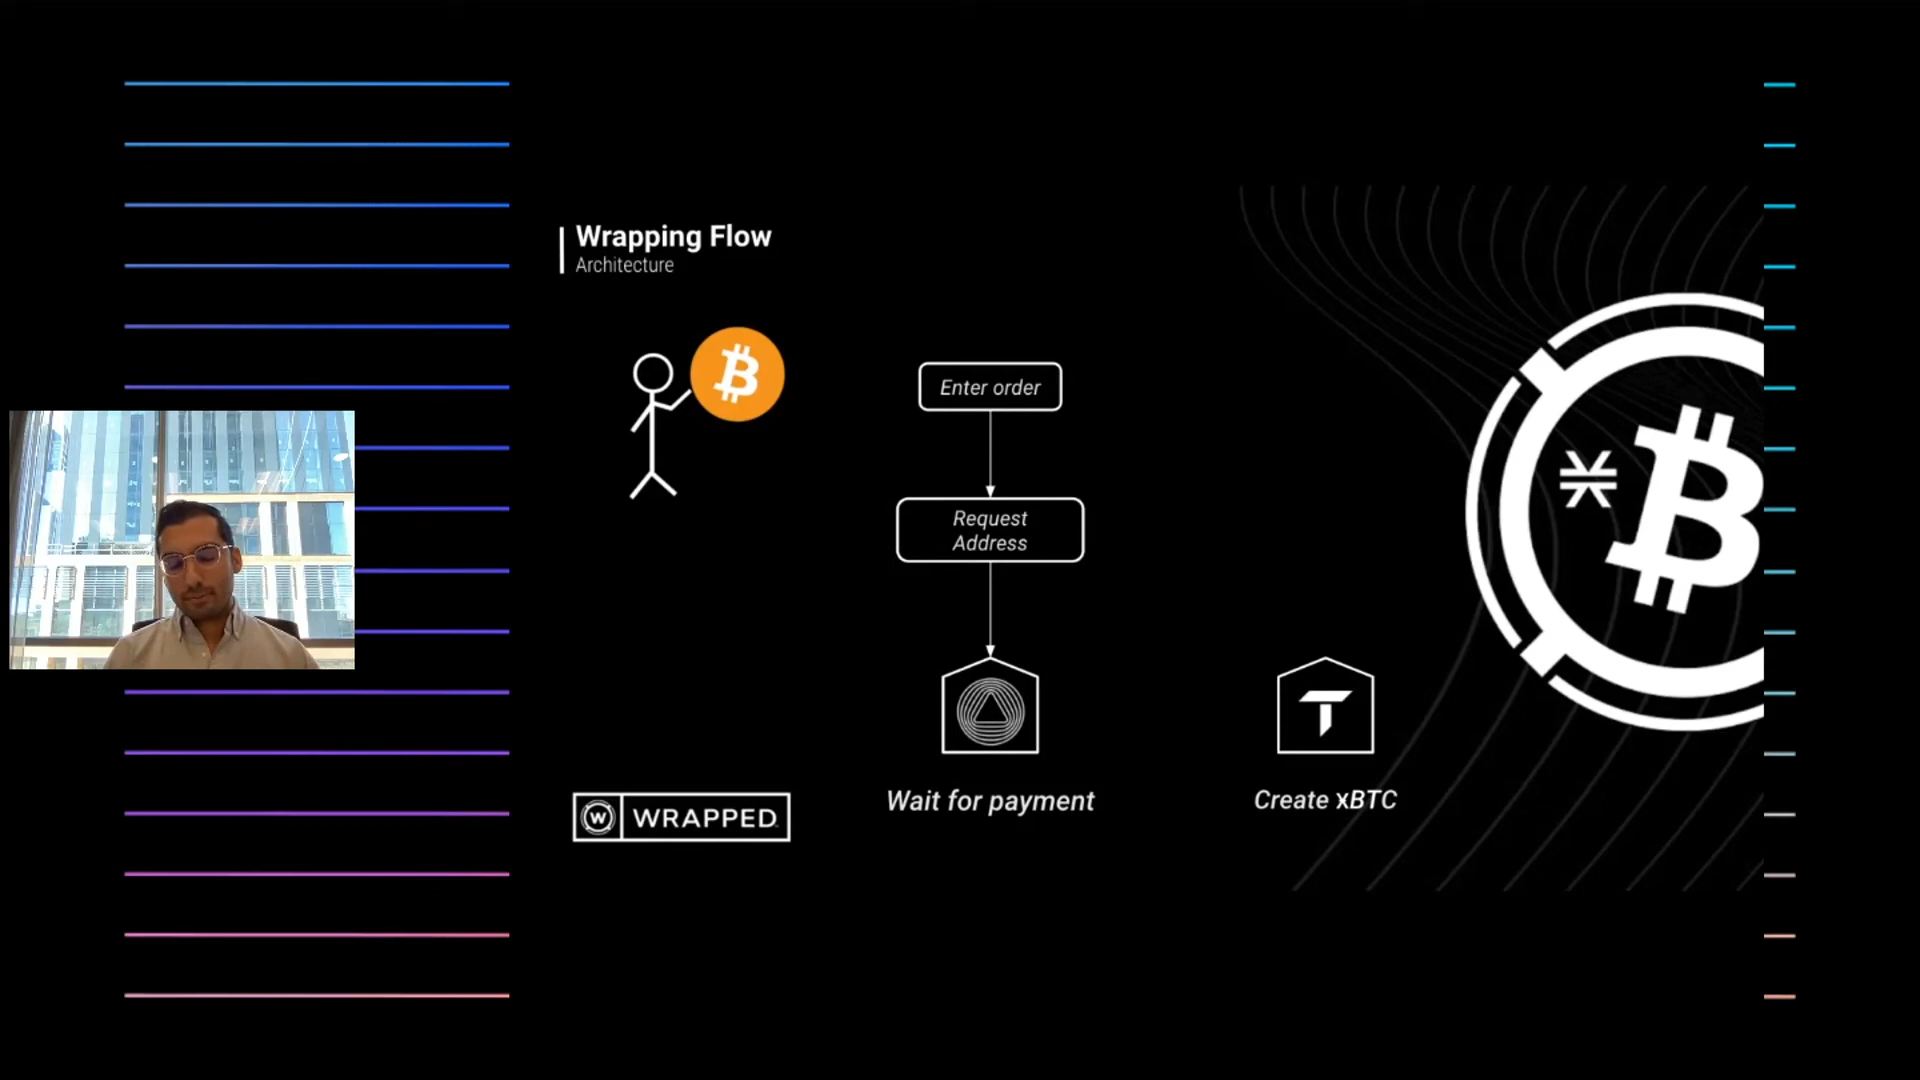 Wrapping Flow
Architecture
Enter order
Request
Address
Wait for payment
Create xBTC
WRAPPED